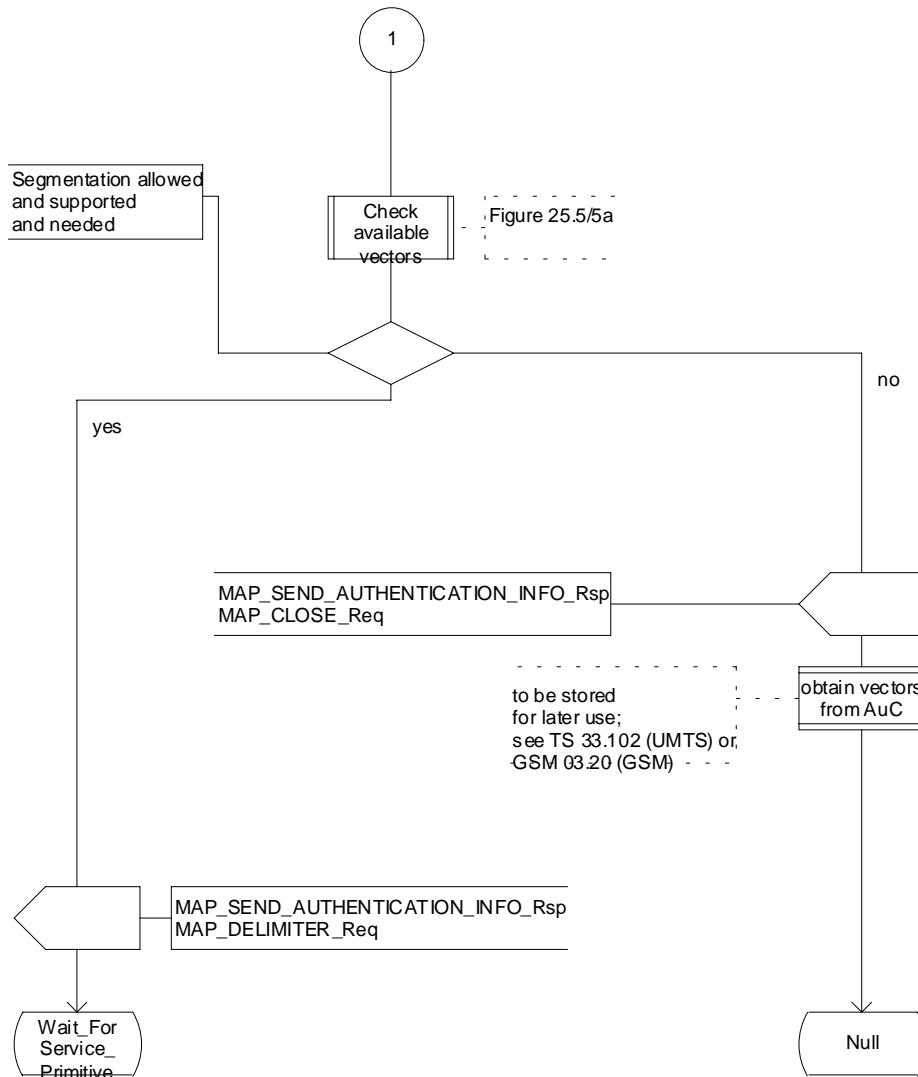 1
Segmentation allowed
and supported
and needed
Check
available
vectors
Figure 25.5/5a
no
yes
MAP_SEND_AUTHENTICATION_INFO_Rsp
MAP_CLOSE_Req
obtain vectors
from AuC
to be stored
for later use;
see TS 33.102 (UMTS) or
GSM 03.20 (GSM)
MAP_SEND_AUTHENTICATION_INFO_Rsp
MAP_DELIMITER_Req
Wait_For
Service_
Primitive
Null